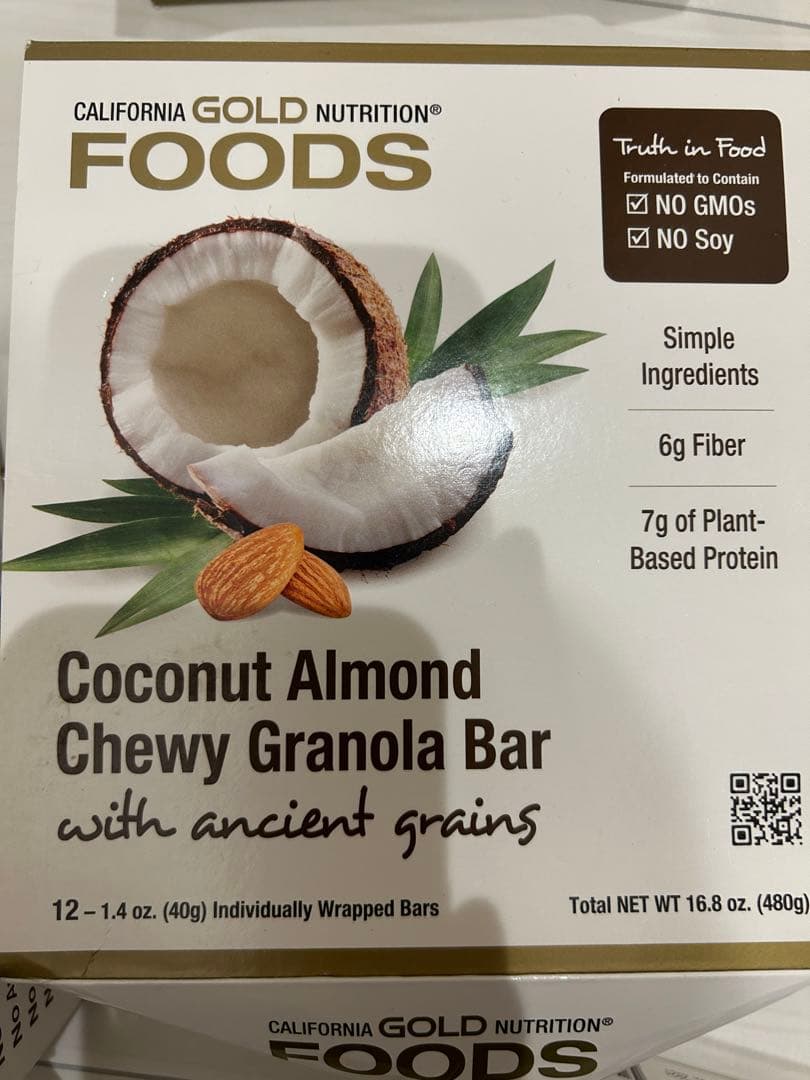 CALIFORNIA GOLD NUTRITION®
FOODS
Truth in Food
Formulated to Contain
☑ NO GMOs
☑ NO Soy
Simple
Ingredients
6g Fiber
7g of Plant-
Based Protein
Coconut Almond
Chewy Granola Bar
with ancient grains
12 – 1.4 oz. (40g) Individually Wrapped Bars
Total NET WT 16.8 oz. (480g)
CALIFORNIA GOLD NUTRITION®
FOODS